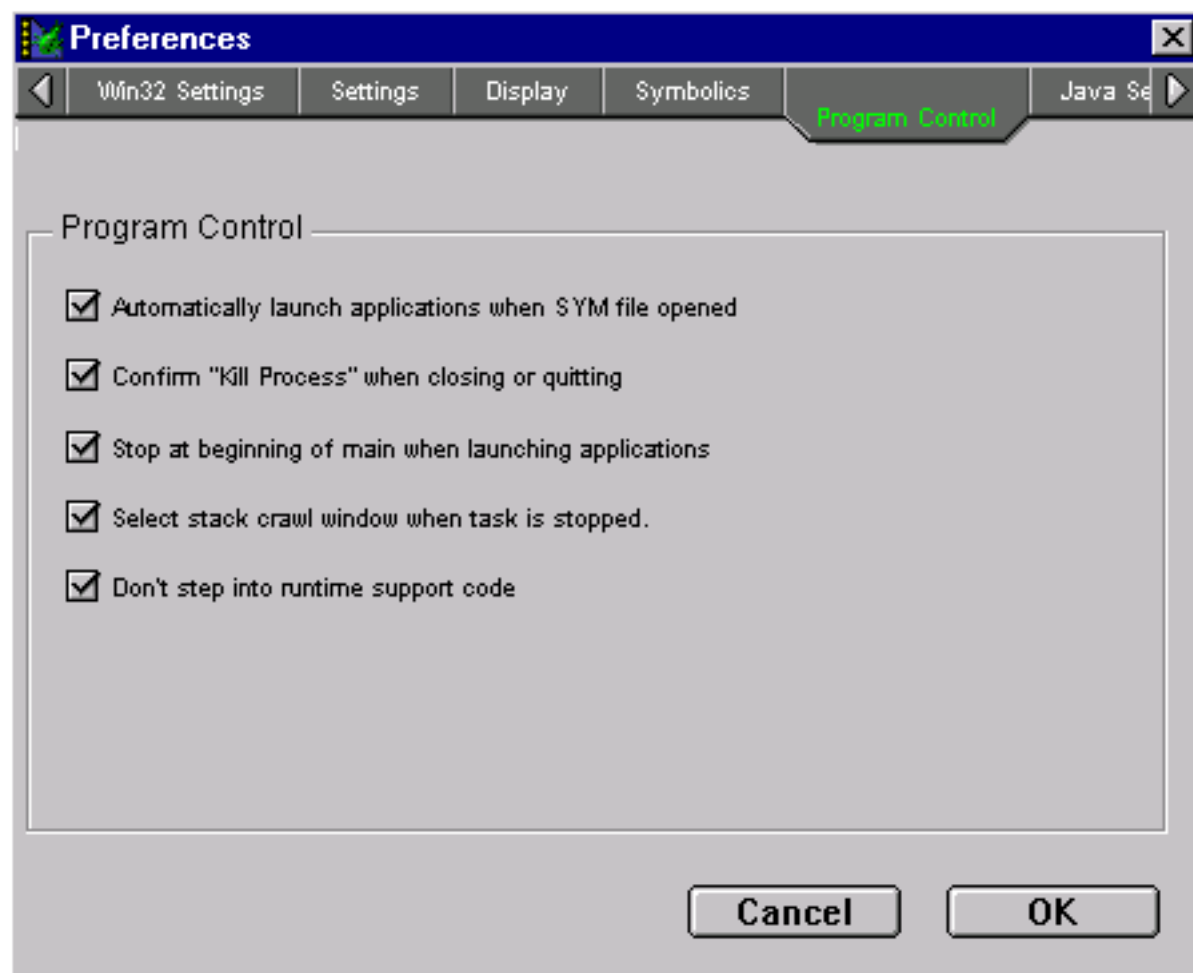 Preferences
Win32 Settings
Settings
Display
Symbolics
Program Control
Java Se
Program Control
Automatically launch applications when SYM file opened
Confirm "Kill Process" when closing or quitting
Stop at beginning of main when launching applications
Select stack crawl window when task is stopped.
Don't step into runtime support code
Cancel
OK